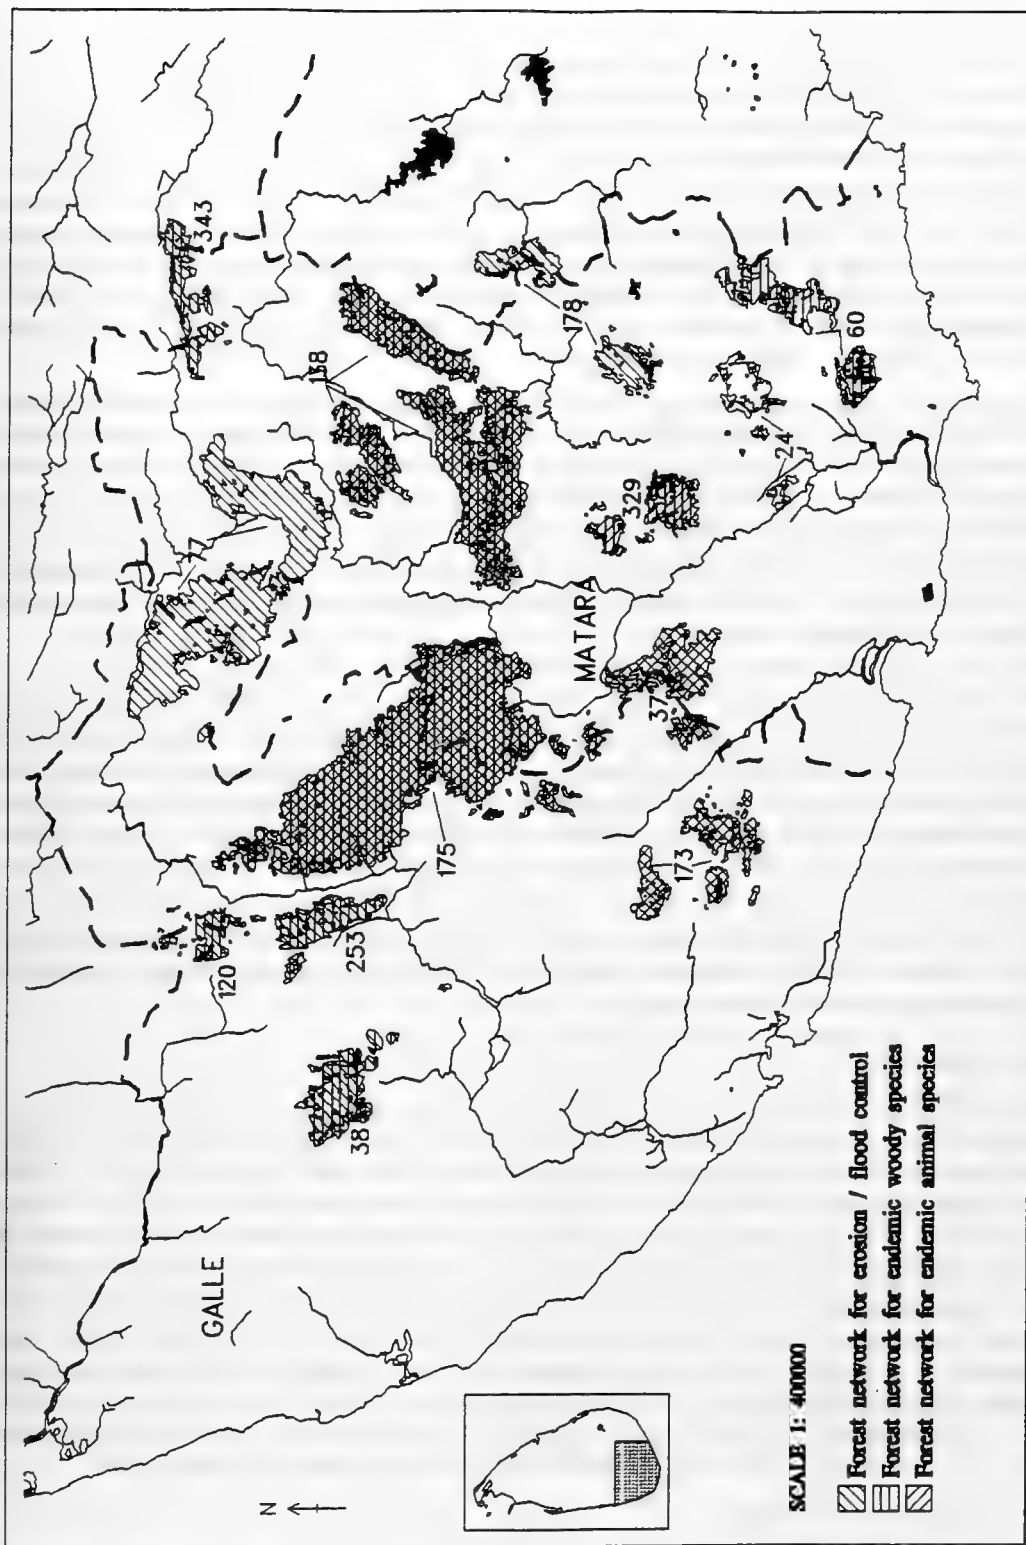 343
77
138
178
60
24
329
MATARA
37
175
173
120
253
38
GALLE
N
SCALE 1: 400000
Forest network for erosion / flood control
Forest network for endemic woody species
Forest network for endemic animal species